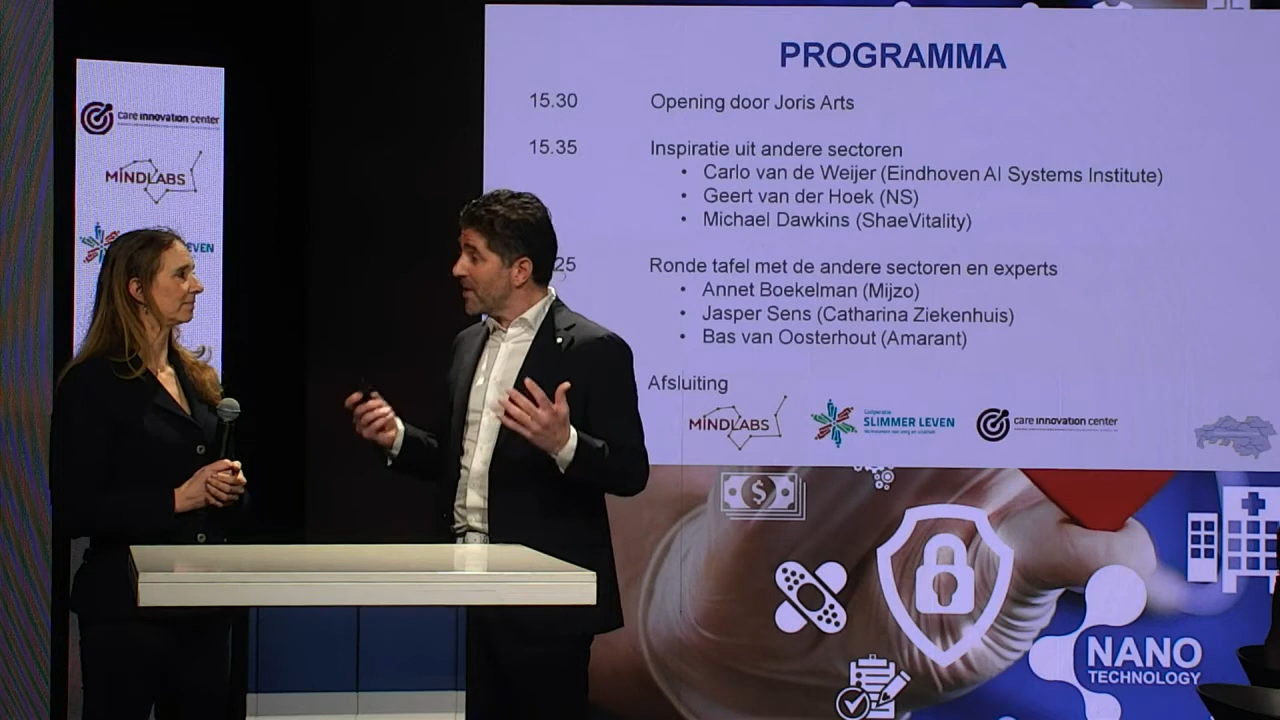 PROGRAMMA
15.30 Opening door Joris Arts
15.35 Inspiratie uit andere sectoren
• Carlo van de Weijer (Eindhoven AI Systems Institute)
• Geert van der Hoek (NS)
• Michael Dawkins (ShaeVitality)
25 Ronde tafel met de andere sectoren en experts
• Annet Boekelman (Mijzo)
• Jasper Sens (Catharina Ziekenhuis)
• Bas van Oosterhout (Amarant)
Afsluiting
MINDLABS
Coöperatie
SLIMMER LEVEN
care innovation center
care innovation center
MINDLABS
EVEN
$
NANO
TECHNOLOGY